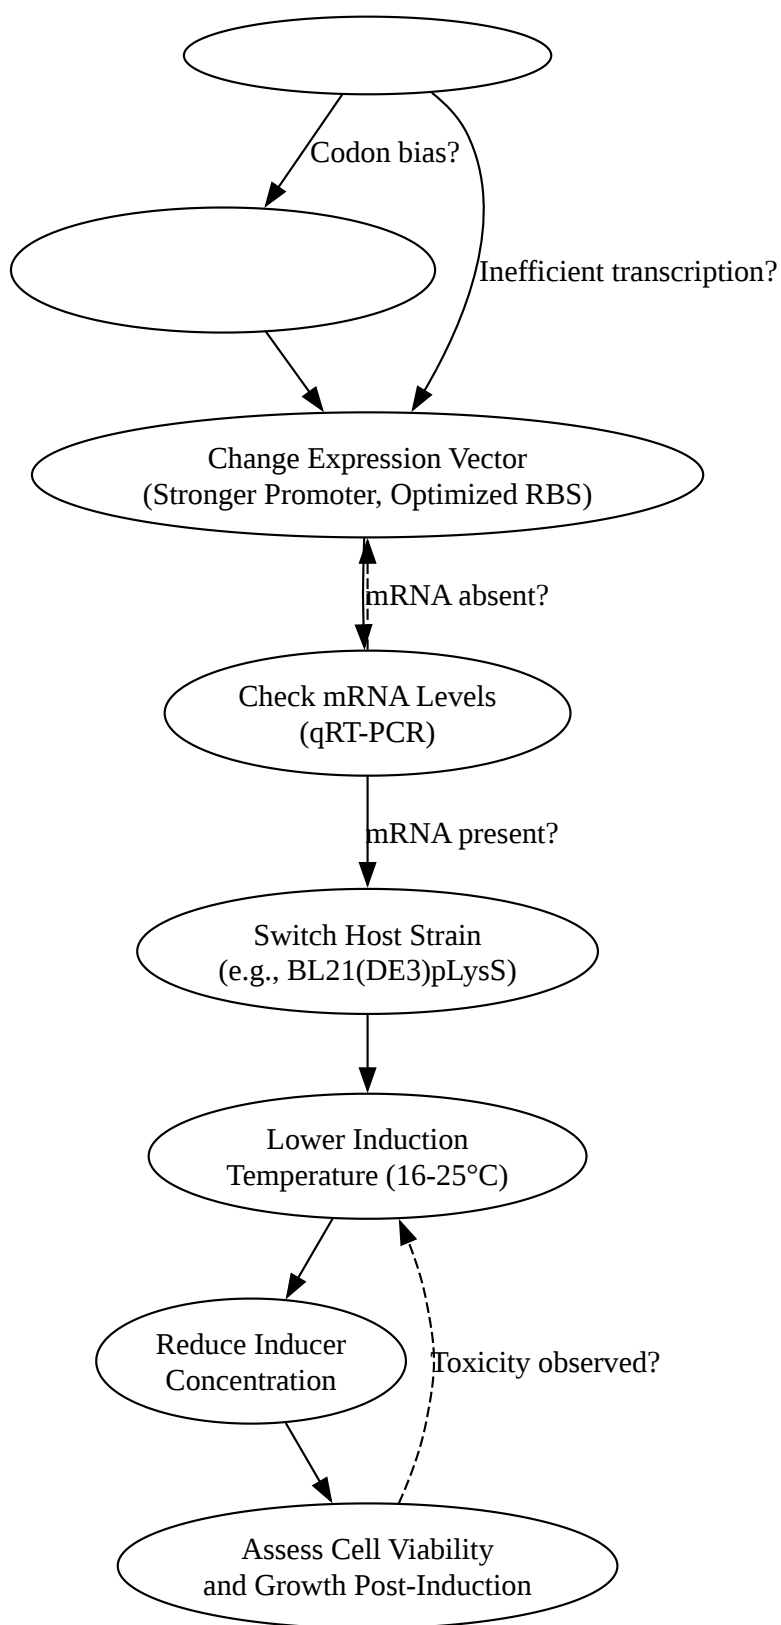 Codon bias?
Inefficient transcription?
Change Expression Vector
(Stronger Promoter, Optimized RBS)
mRNA absent?
Check mRNA Levels
(qRT-PCR)
mRNA present?
Switch Host Strain
(e.g., BL21(DE3)pLysS)
Lower Induction
Temperature (16-25°C)
Reduce Inducer
Concentration
Toxicity observed?
Assess Cell Viability
and Growth Post-Induction